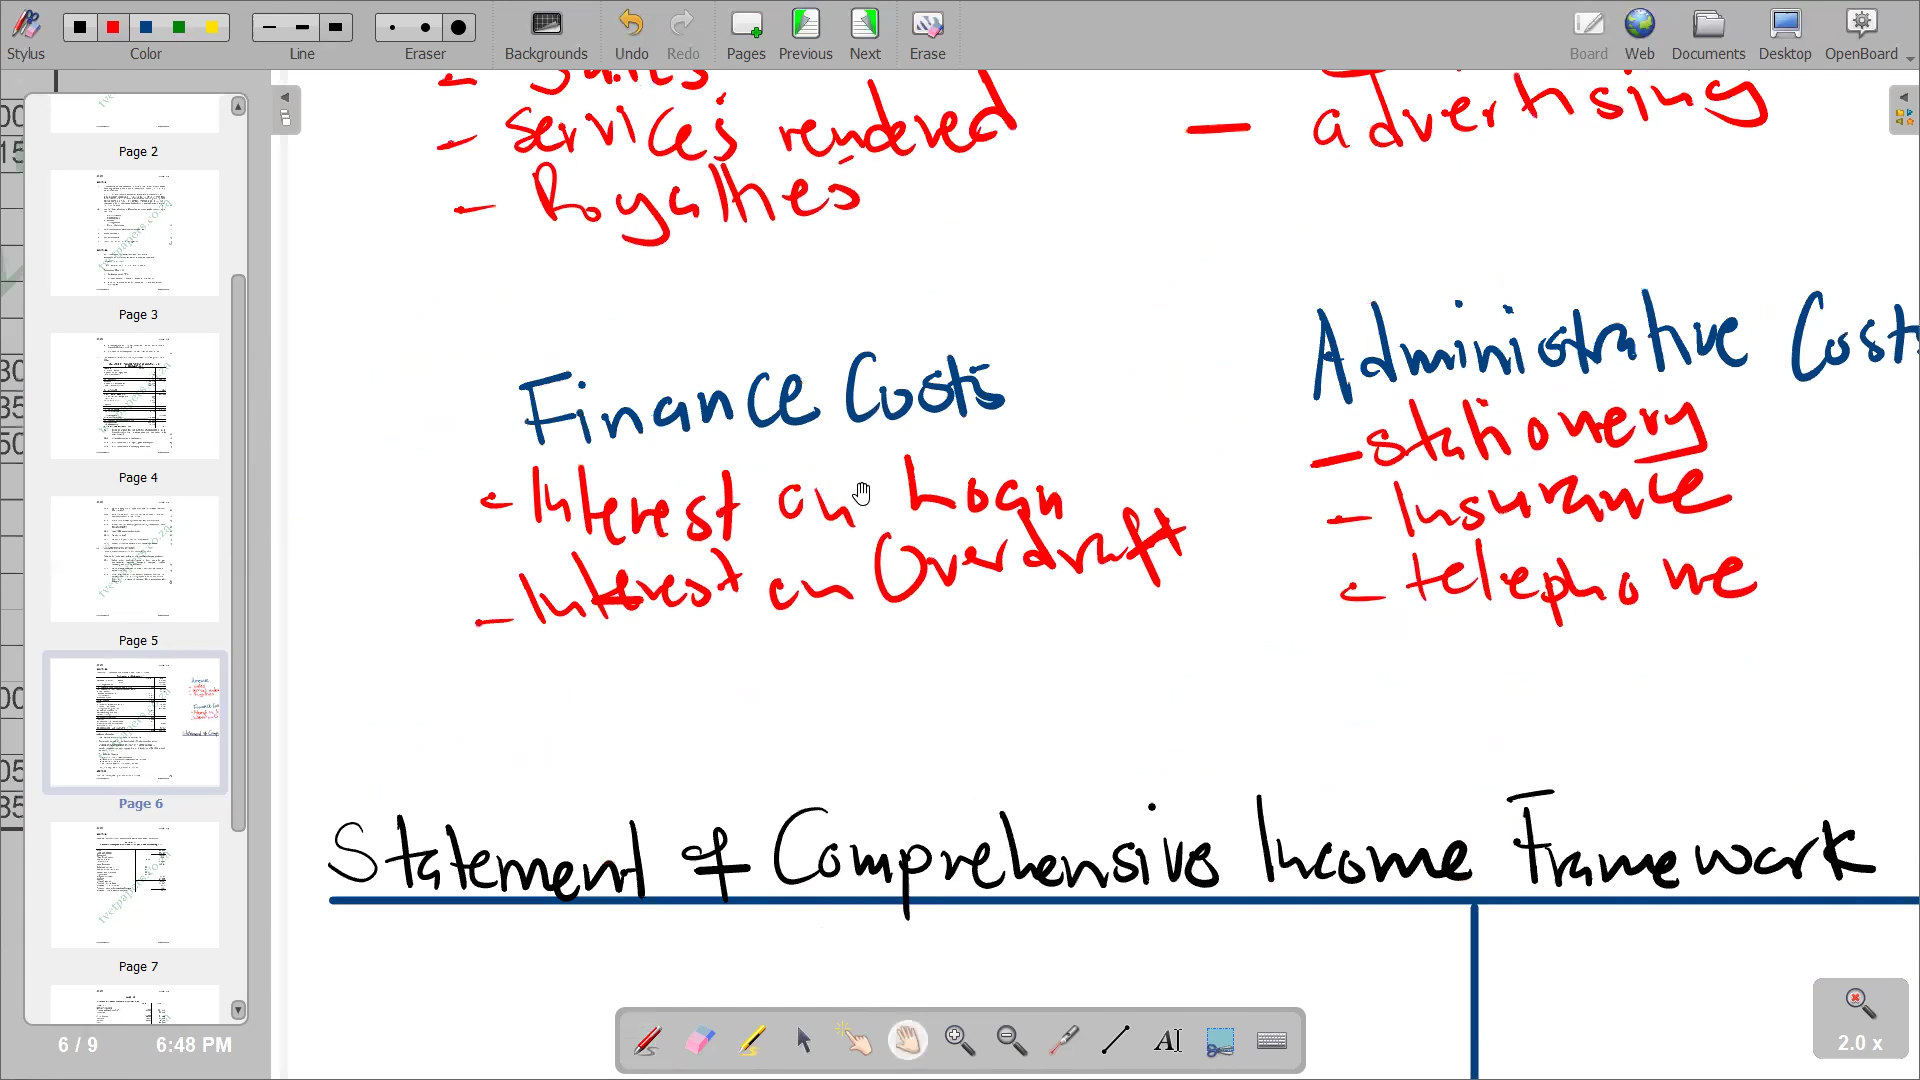 Stylus
Color
Line
Eraser
Backgrounds
Undo
Redo
Pages
Previous
Next
Erase
Board
Web
Documents
Desktop
OpenBoard
Page 2
Page 3
Page 4
Page 5
Page 6
Page 7
6 / 9
6:48 PM
- Sales
- Services rendered
- Royalties
- advertising
Finance Costs
- Interest on Loan
- Interest on Overdraft
Administrative Costs
- stationery
- Insurance
- telephone
Statement of Comprehensive Income Framework
2.0 x